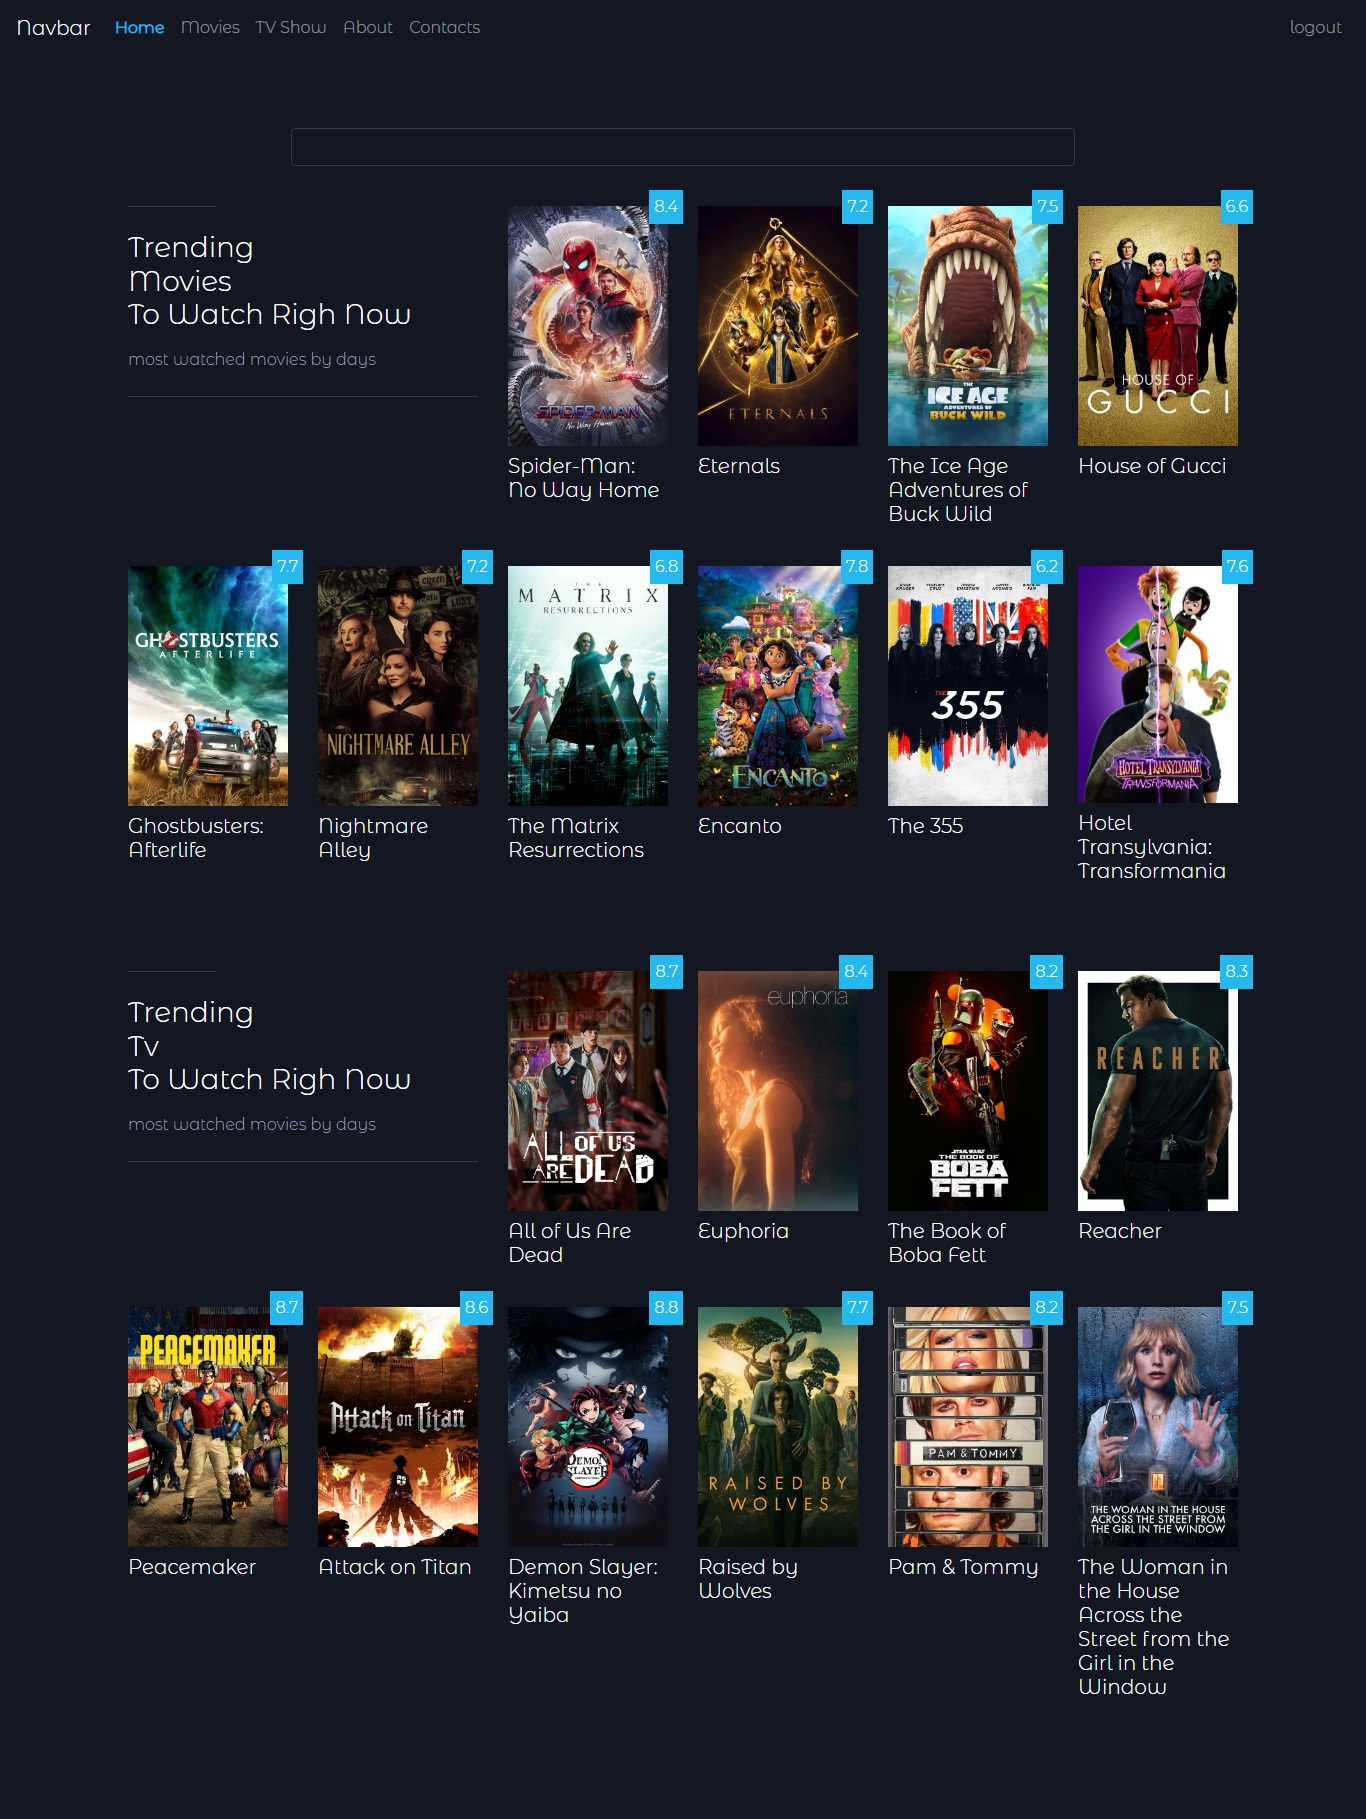 Navbar Home Movies TV Show About Contacts logout
Trending
Movies
To Watch Righ Now
most watched movies by days
8.4
SPIDER-MAN
No Way Home
Spider-Man:
No Way Home
7.2
ETERNALS
Eternals
7.5
THE
ICE AGE
ADVENTURES OF
BUCK WILD
The Ice Age
Adventures of
Buck Wild
6.6
HOUSE OF
GUCCI
House of Gucci
7.7
GHOSTBUSTERS
AFTERLIFE
Ghostbusters:
Afterlife
7.2
LUST
NIGHTMARE ALLEY
Nightmare
Alley
6.8
THE
MATRIX
RESURRECTIONS
The Matrix
Resurrections
7.8
ENCANTO
Encanto
6.2
THE
355
The 355
7.6
HOTEL TRANSYLVANIA
TRANSFORMANIA
Hotel
Transylvania:
Transformania
Trending
Tv
To Watch Righ Now
most watched movies by days
8.7
ALL OF US
ARE DEAD
All of Us Are
Dead
8.4
euphoria
Euphoria
8.2
STAR WARS
THE BOOK OF
BOBA
FETT
The Book of
Boba Fett
8.3
REACHER
Reacher
8.7
PEACEMAKER
Peacemaker
8.6
Attack on Titan
Attack on Titan
8.8
DEMON
SLAYER
Demon Slayer:
Kimetsu no
Yaiba
7.7
RAISED BY
WOLVES
Raised by
Wolves
8.2
PAM & TOMMY
Pam & Tommy
7.5
THE WOMAN IN THE HOUSE
ACROSS THE STREET FROM
THE GIRL IN THE WINDOW
The Woman in
the House
Across the
Street from the
Girl in the
Window